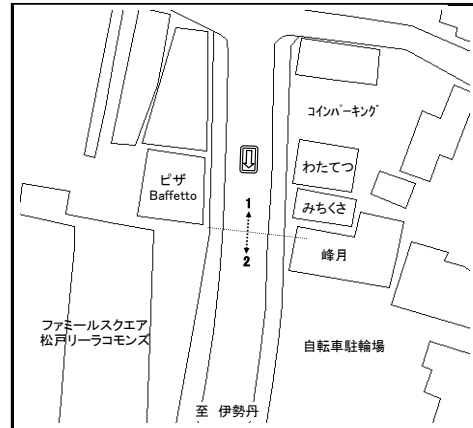 コインパーキング
わたてつ
ピザ
Baffetto
みちくさ
1
2
峰月
ファミールスクエア
松戸リーラコモンズ
自転車駐輪場
至 伊勢丹